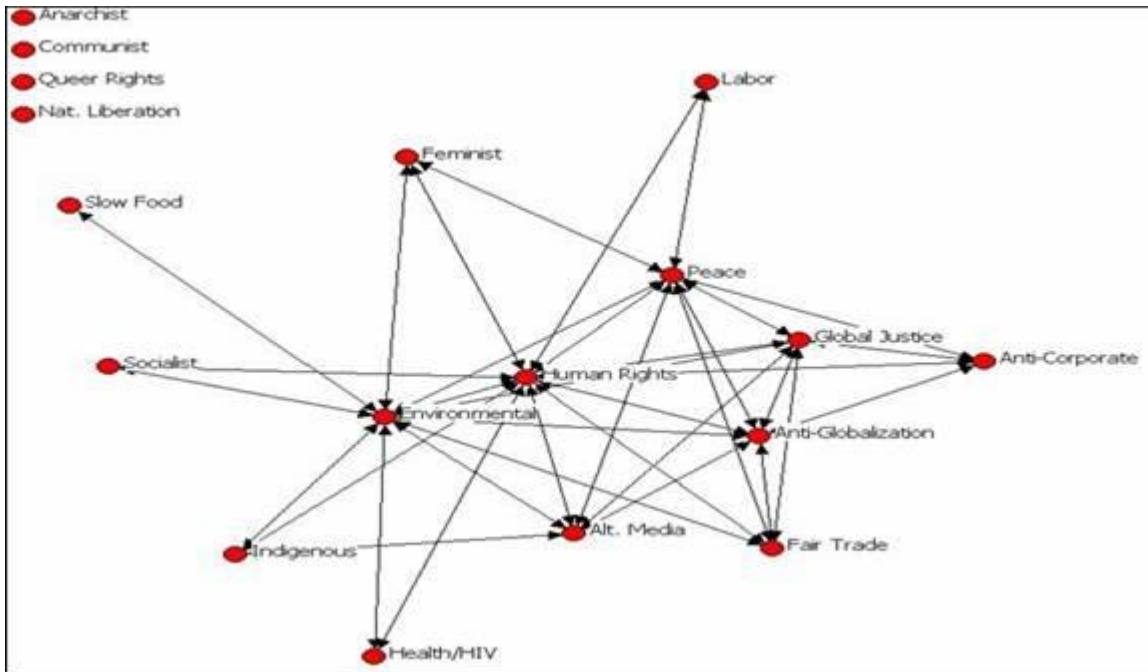 Anarchist
Communist
Queer Rights
Nat. Liberation
Labor
Feminist
Slow Food
Peace
Global Justice
Anti-Corporate
Socialist
Human Rights
Environmental
Anti-Globalization
Alt. Media
Fair Trade
Indigenous
Health/HIV